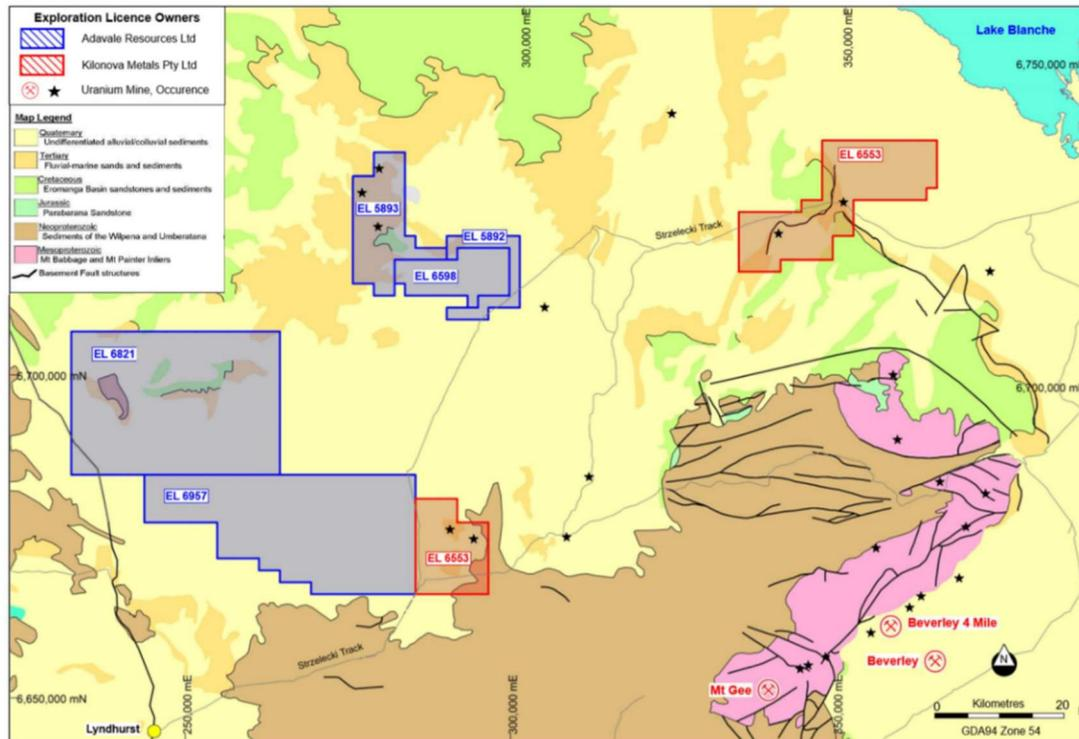 Exploration Licence Owners
Adavale Resources Ltd
Kilonova Metals Pty Ltd
Uranium Mine, Occurence
Map Legend
Quaternary
Undifferentiated alluvial/colluvial sediments
Tertiary
Fluvial-marine sands and sediments
Cretaceous
Eromanga Basin sandstones and sediments
Jurassic
Parabarana Sandstone
Neoproterozoic
Sediments of the Wilpena and Umberatana
Mesoproterozoic
Mt Babbage and Mt Painter Inliers
Basement Fault structures
300,000 mE
350,000 mE
Lake Blanche
6,750,000 mN
EL 6553
EL 5893
EL 5892
Strzelecki Track
EL 6598
EL 6821
6,700,000 mN
6,700,000 mN
EL 6957
EL 6553
Beverley 4 Mile
Beverley
Strzelecki Track
Mt Gee
N
6,650,000 mN
250,000 mE
300,000 mE
350,000 mE
Kilometres
0 20
GDA94 Zone 54
Lyndhurst